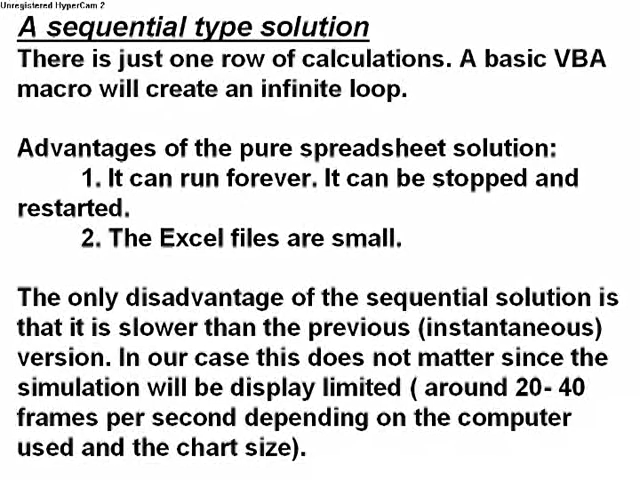 Unregistered HyperCam 2
A sequential type solution
There is just one row of calculations. A basic VBA
macro will create an infinite loop.
Advantages of the pure spreadsheet solution:
1. It can run forever. It can be stopped and
restarted.
2. The Excel files are small.
The only disadvantage of the sequential solution is
that it is slower than the previous (instantaneous)
version. In our case this does not matter since the
simulation will be display limited ( around 20- 40
frames per second depending on the computer
used and the chart size).